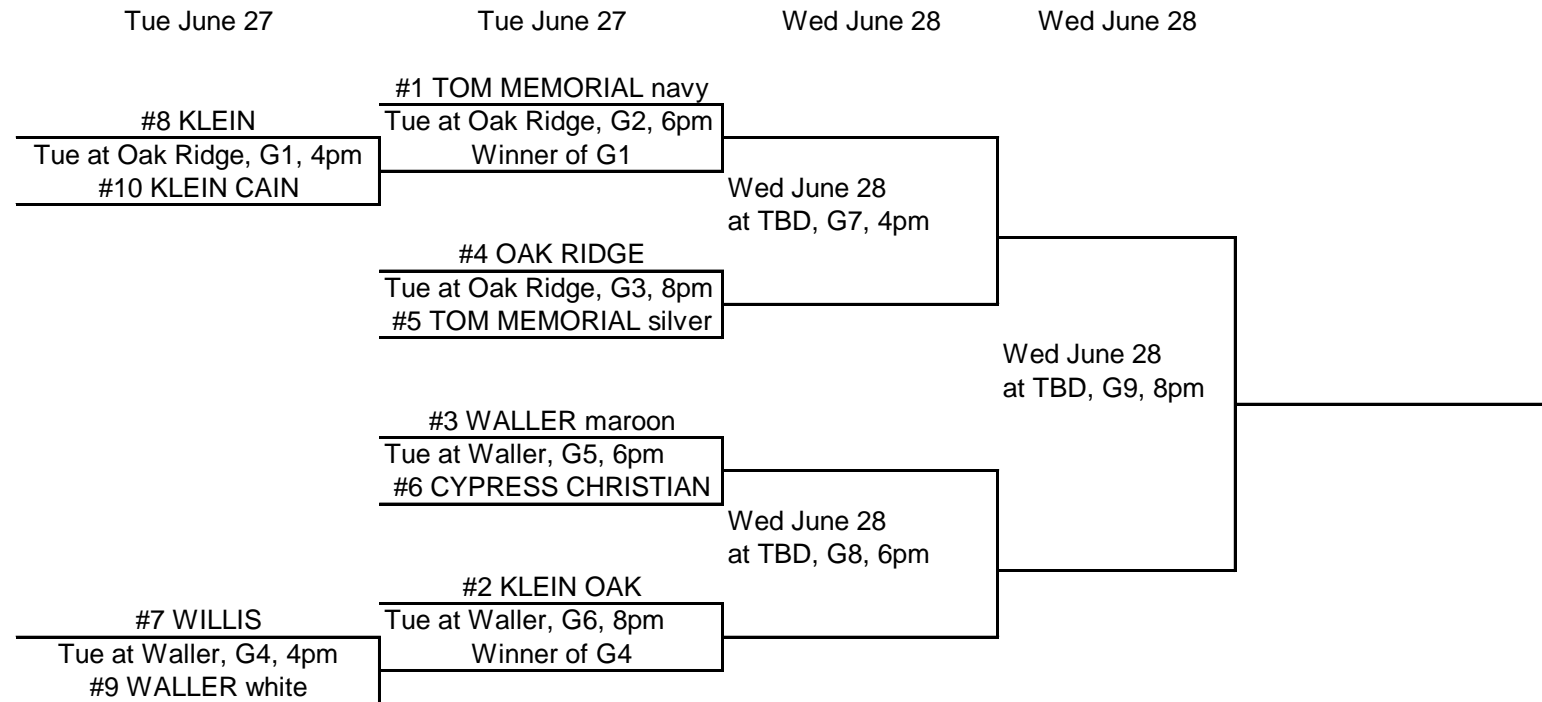 Tue June 27 Tue June 27 Wed June 28 Wed June 28
#1 TOM MEMORIAL navy
#8 KLEIN Tue at Oak Ridge, G2, 6pm
Tue at Oak Ridge, G1, 4pm Winner of G1
#10 KLEIN CAIN Wed June 28
at TBD, G7, 4pm
#4 OAK RIDGE
Tue at Oak Ridge, G3, 8pm
#5 TOM MEMORIAL silver
Wed June 28
at TBD, G9, 8pm
#3 WALLER maroon
Tue at Waller, G5, 6pm
#6 CYPRESS CHRISTIAN
Wed June 28
at TBD, G8, 6pm
#2 KLEIN OAK
#7 WILLIS Tue at Waller, G6, 8pm
Tue at Waller, G4, 4pm Winner of G4
#9 WALLER white